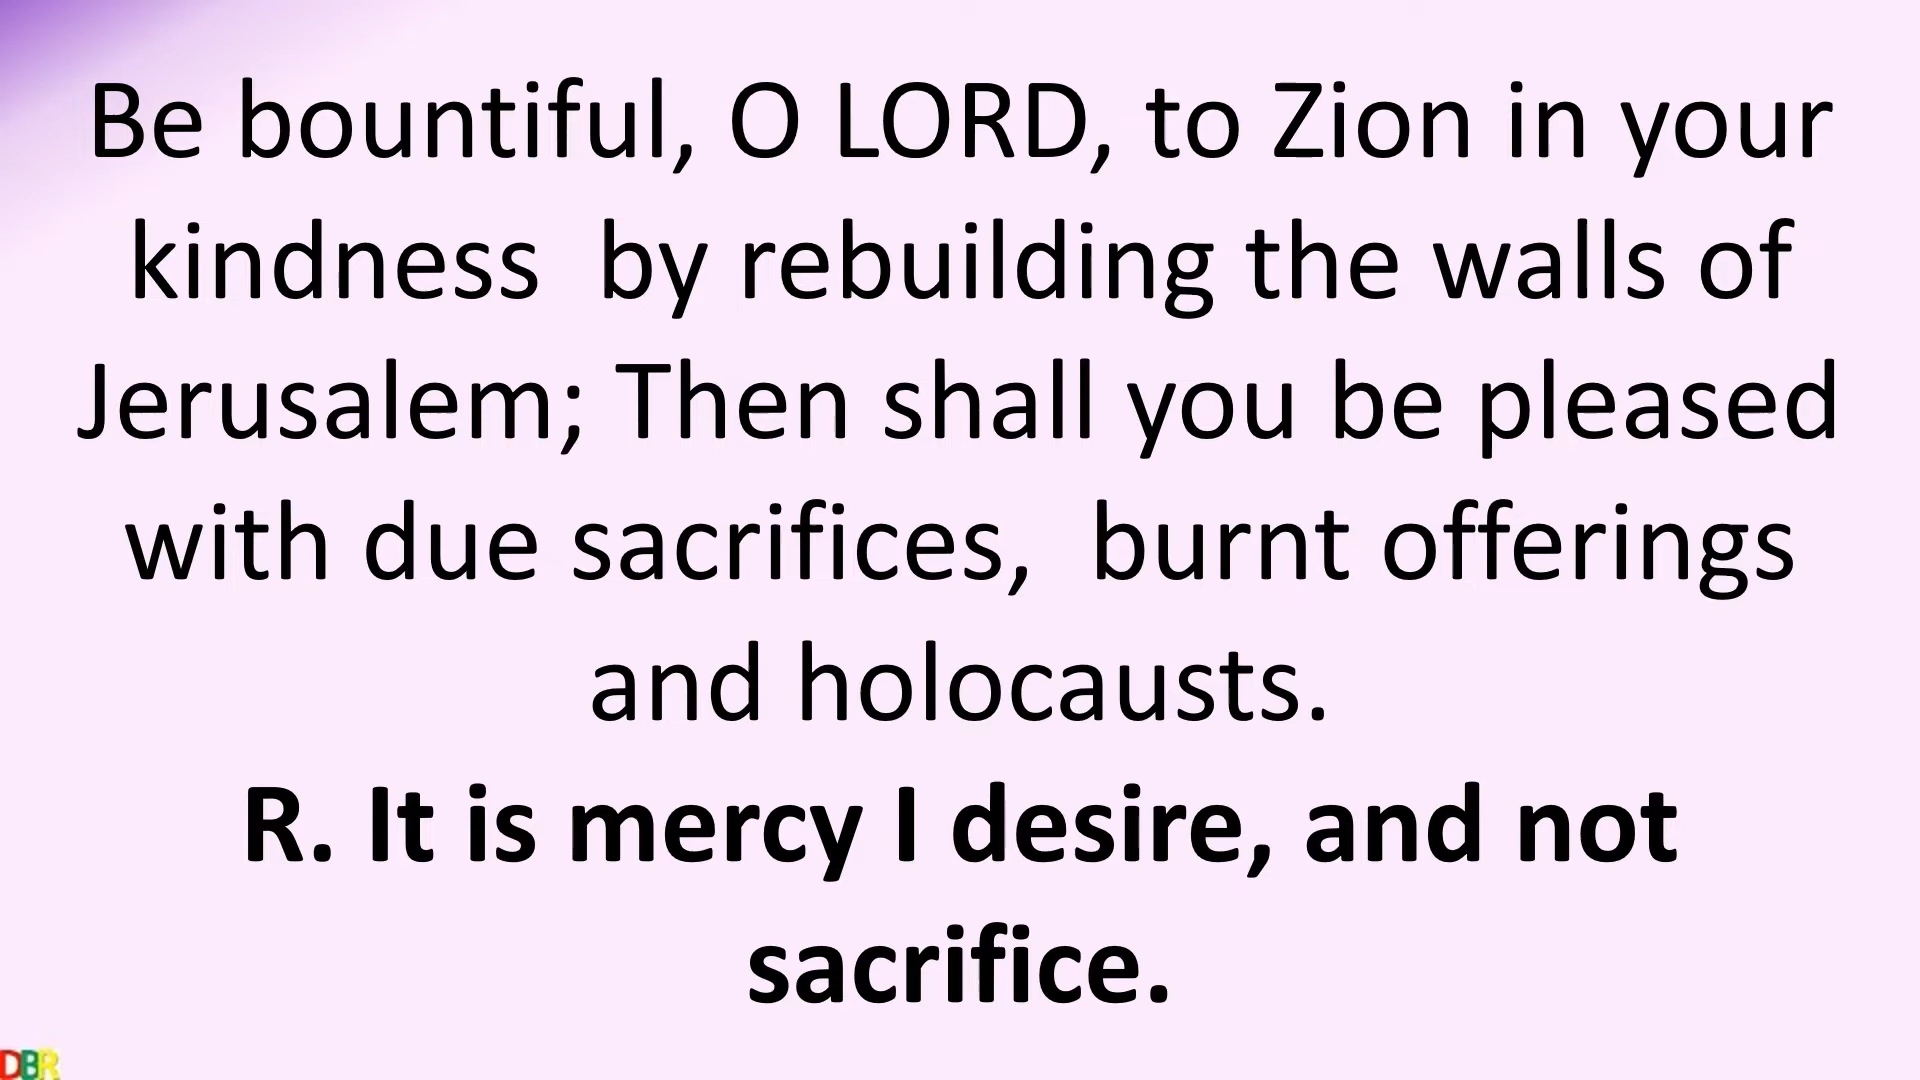 Be bountiful, O LORD, to Zion in your
kindness  by rebuilding the walls of
Jerusalem; Then shall you be pleased
with due sacrifices,  burnt offerings
and holocausts.
R. It is mercy I desire, and not
sacrifice.
DBR